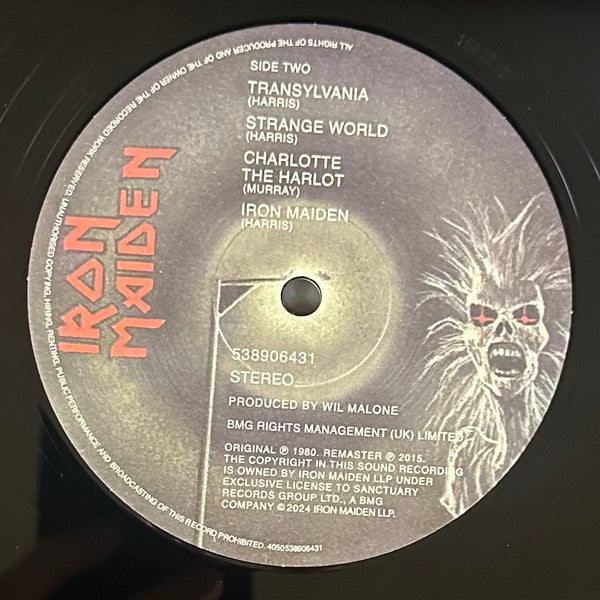 ALL RIGHTS OF THE PRODUCER AND OF THE OWNER OF THE RECORDED WORK RESERVED. UNAUTHORISED COPYING, HIRING, RENTING, PUBLIC PERFORMANCE AND BROADCASTING OF THIS RECORD PROHIBITED. 4050538906431
IRON
MAIDEN
SIDE TWO
TRANSYLVANIA
(HARRIS)
STRANGE WORLD
(HARRIS)
CHARLOTTE
THE HARLOT
(MURRAY)
IRON MAIDEN
(HARRIS)
538906431
STEREO
PRODUCED BY WIL MALONE
BMG RIGHTS MANAGEMENT (UK) LIMITED
ORIGINAL ℗ 1980. REMASTER ℗ 2015.
THE COPYRIGHT IN THIS SOUND RECORDING
IS OWNED BY IRON MAIDEN LLP UNDER
EXCLUSIVE LICENSE TO SANCTUARY
RECORDS GROUP LTD., A BMG
COMPANY © 2024 IRON MAIDEN LLP.